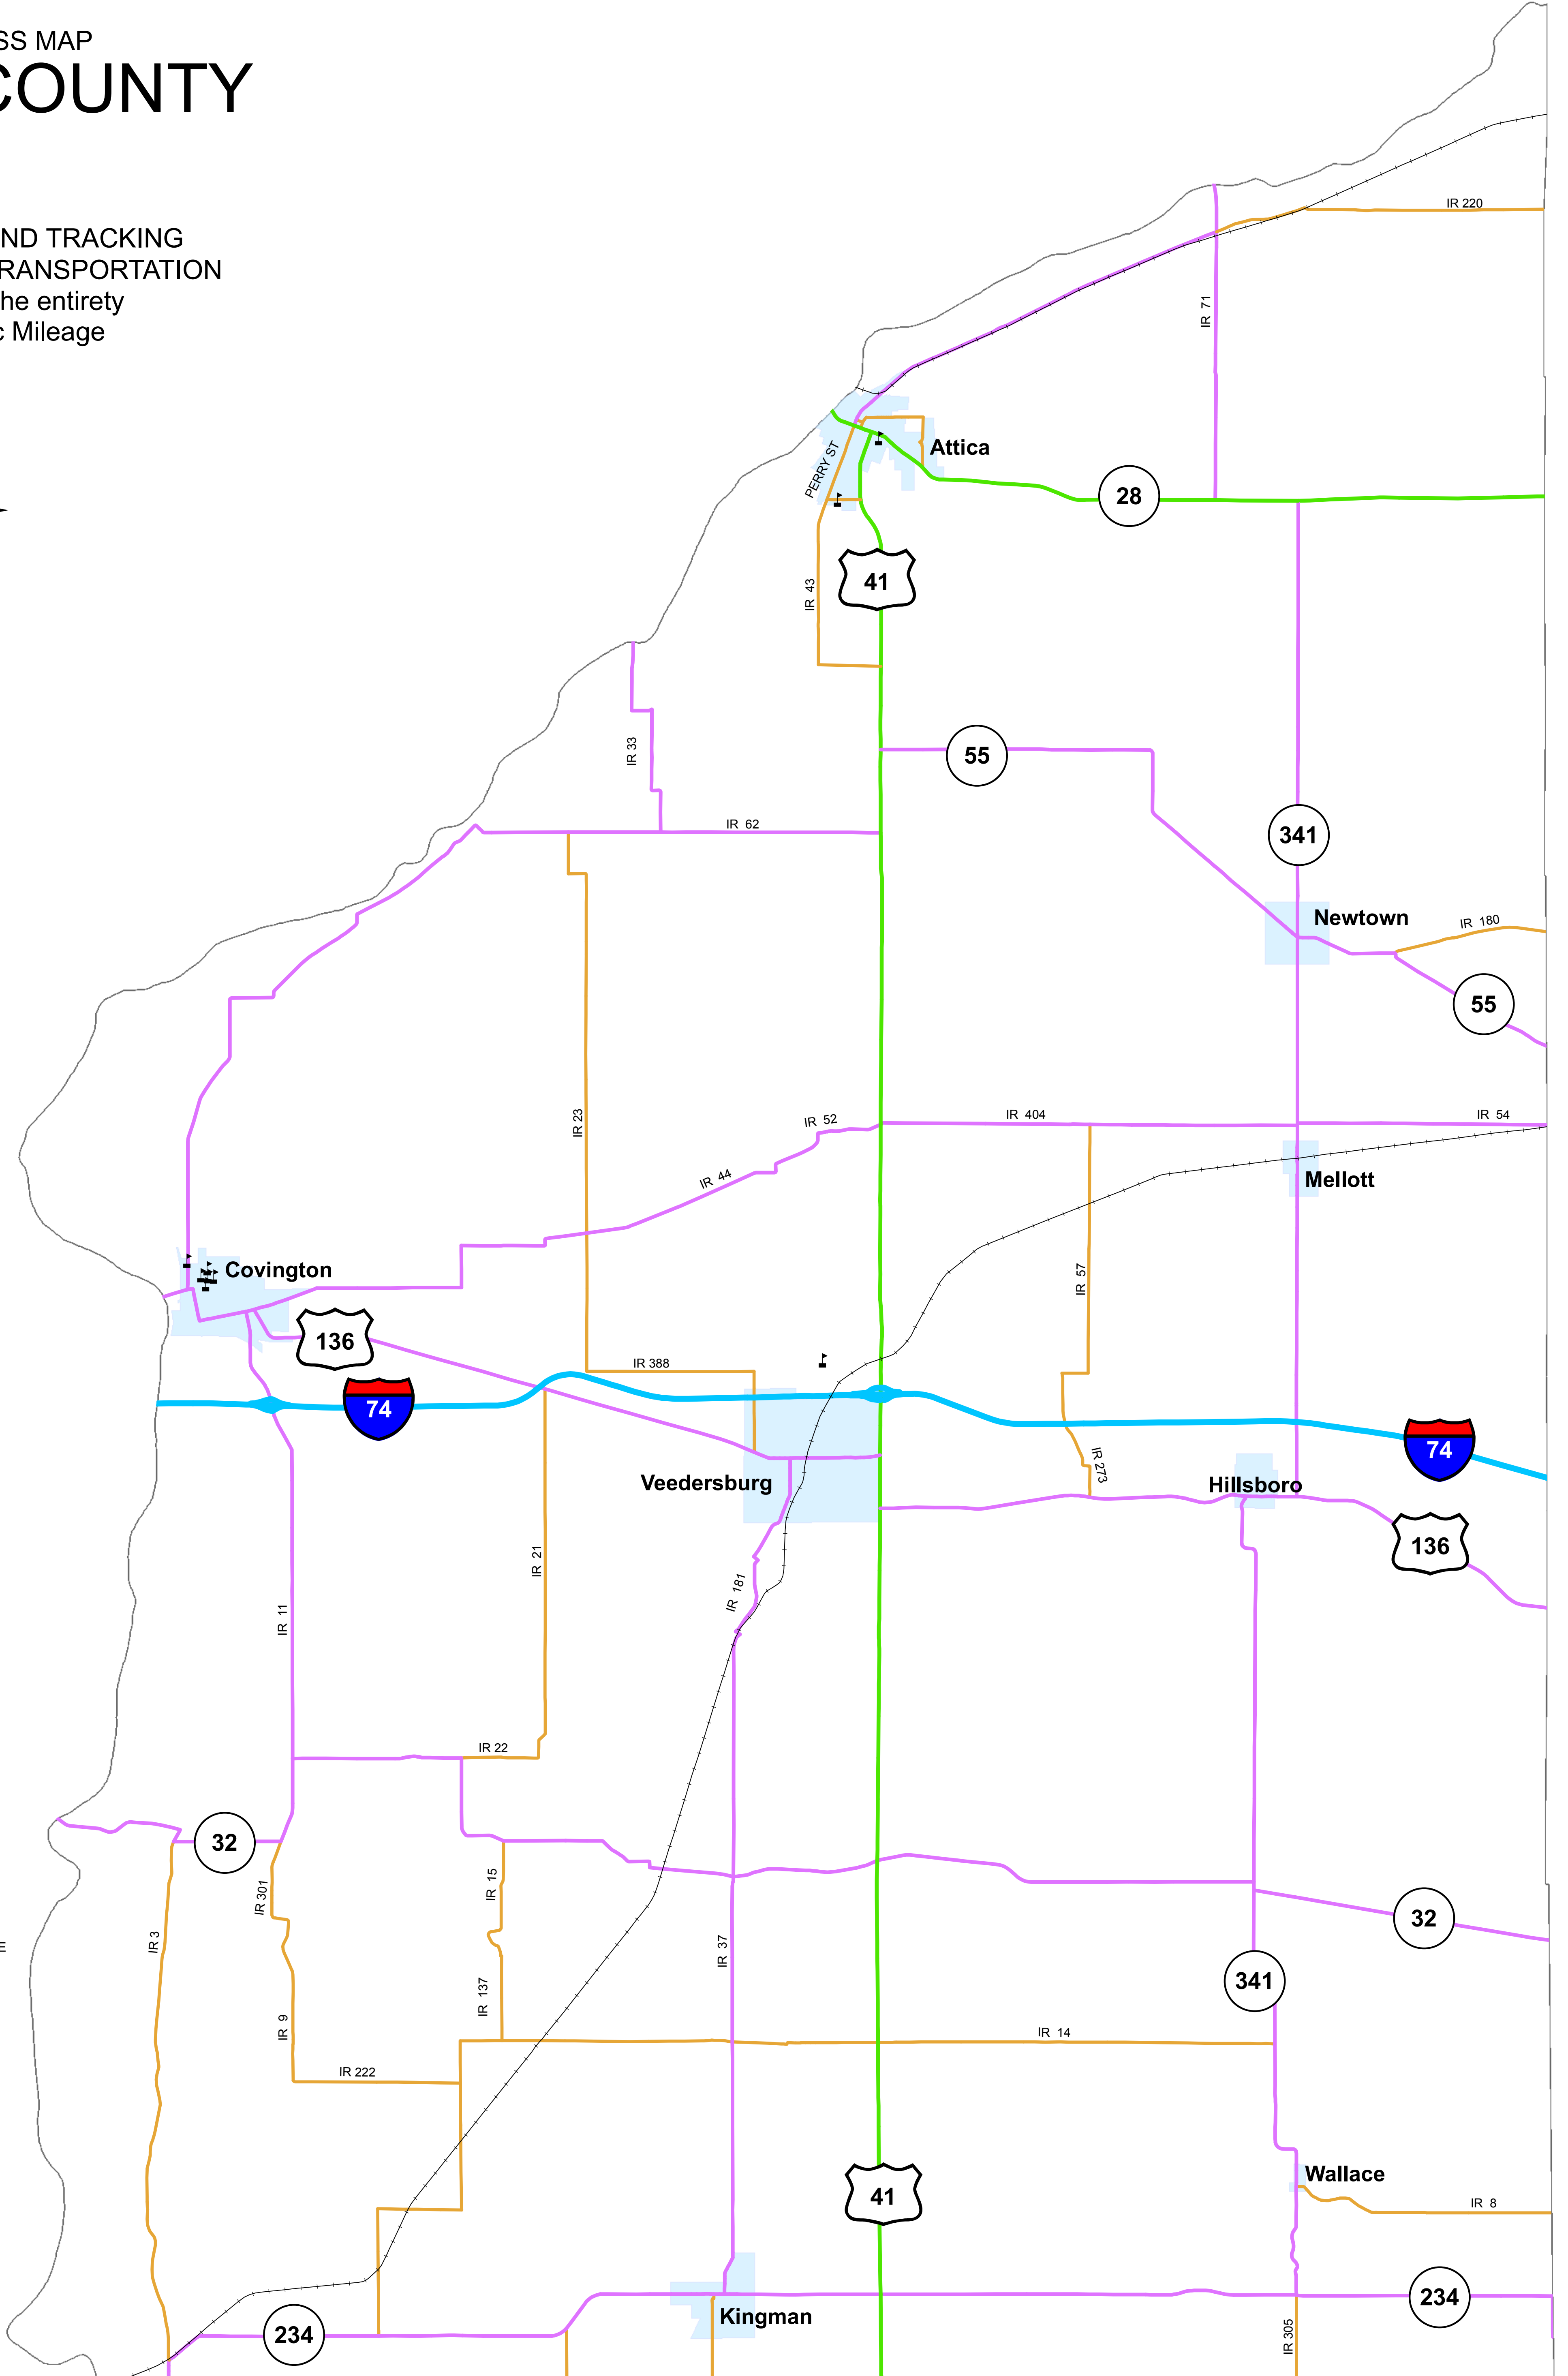 SS MAP
COUNTY
ND TRACKING
RANSPORTATION
he entirety
c Mileage
IR 220
IR 71
Attica
PERRY ST
28
IR 43
41
IR 33
55
IR 62
341
Newtown
IR 180
55
IR 23
IR 52
IR 404
IR 54
IR 44
Mellott
Covington
IR 57
136
IR 388
74
74
IR 273
Veedersburg
Hillsboro
136
IR 21
IR 181
IR 11
IR 22
32
IR 15
IR 301
32
IR 3
IR 37
341
IR 137
IR 9
IR 14
IR 222
Wallace
41
IR 8
234
Kingman
234
IR 305